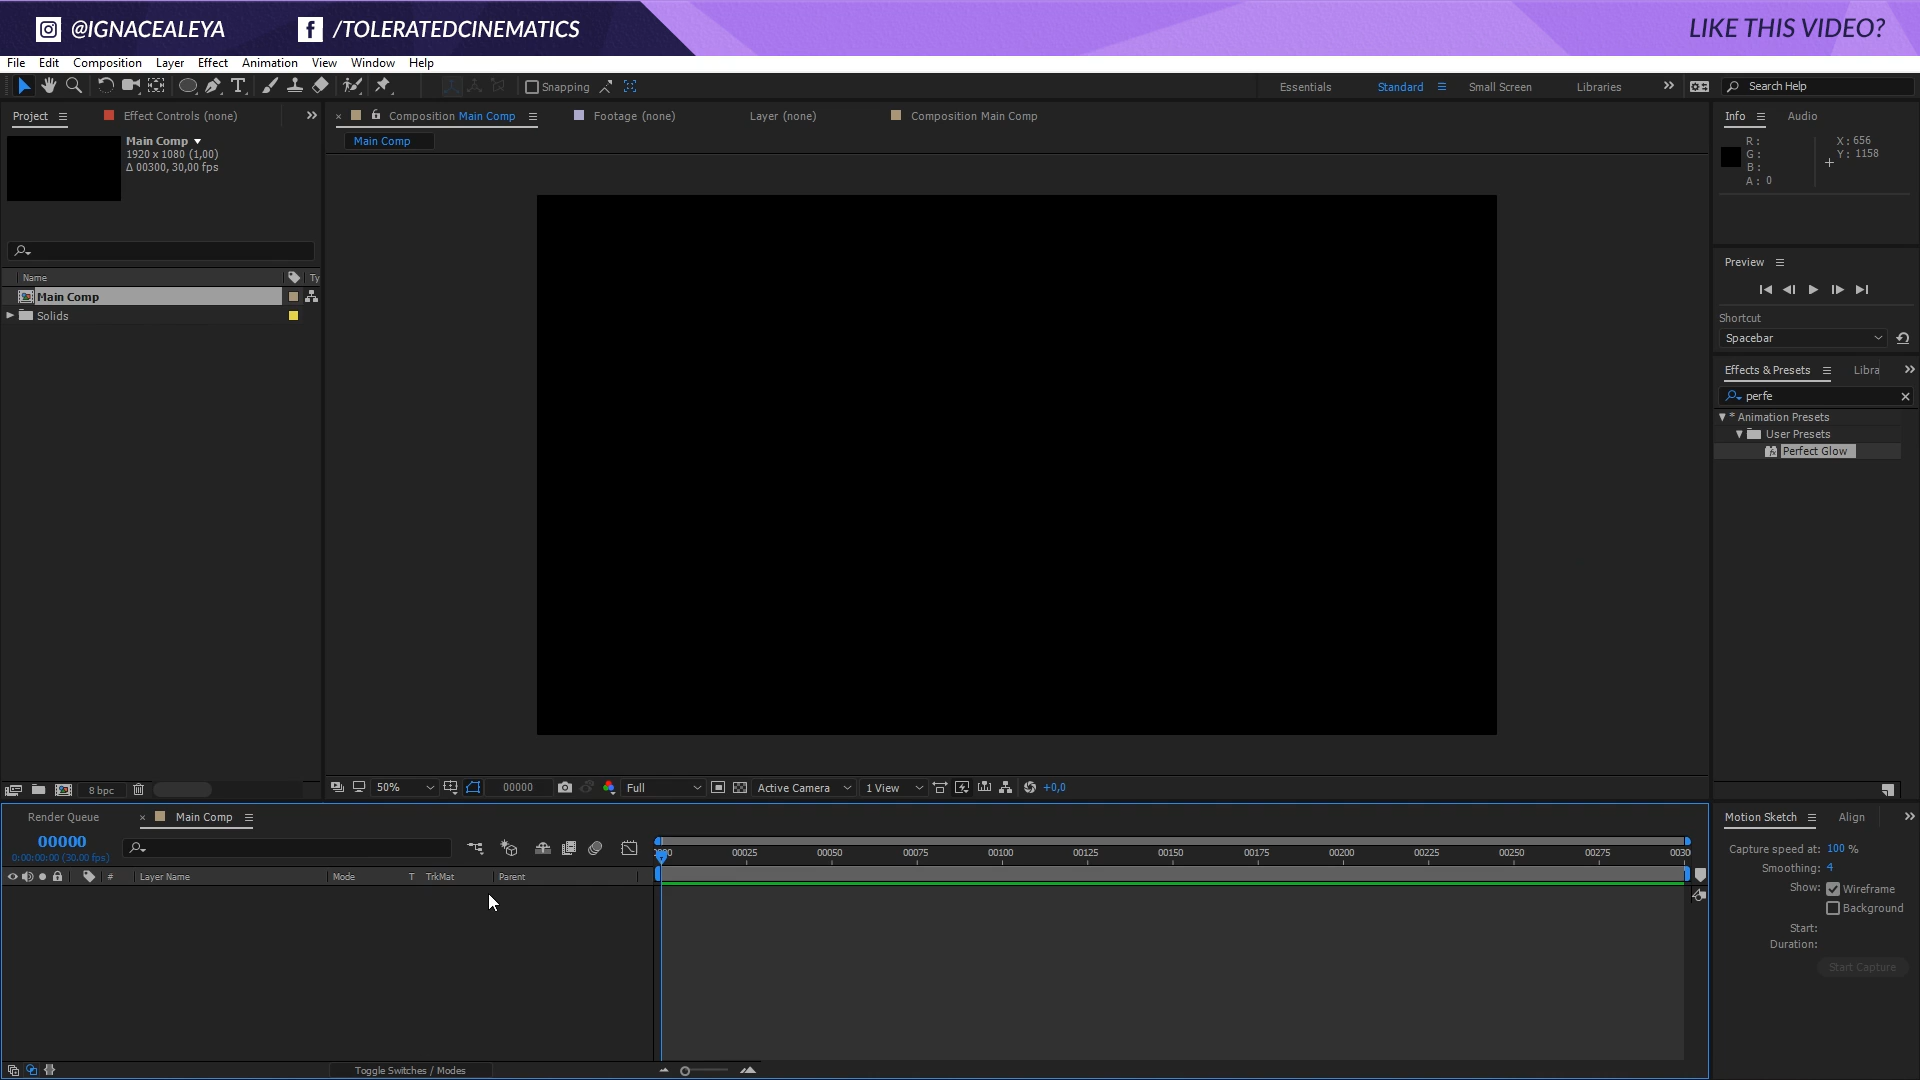 @IGNACEALEYA
/TOLERATEDCINEMATICS
LIKE THIS VIDEO?
File Edit Composition Layer Effect Animation View Window Help
Snapping
Essentials Standard Small Screen Libraries
Search Help
Project
Effect Controls (none)
Composition Main Comp
Footage (none)
Layer (none)
Composition Main Comp
Info Audio
Main Comp
1920 x 1080 (1,00)
Δ 00300, 30,00 fps
Main Comp
R:
G:
B:
A: 0
X: 656
Y: 1158
Preview
Shortcut
Spacebar
Name
Ty
Main Comp
Solids
Effects & Presets Libra
perfe
* Animation Presets
User Presets
Perfect Glow
8 bpc
50%
00000
Full
Active Camera
1 View
+0,0
Render Queue
Main Comp
00000
0:00:00:00 (30.00 fps)
00025 00050 00075 00100 00125 00150 00175 00200 00225 00250 00275 0030
# Layer Name Mode T TrkMat Parent
Toggle Switches / Modes
Motion Sketch Align
Capture speed at: 100 %
Smoothing: 4
Show: Wireframe
Background
Start:
Duration:
Start Capture